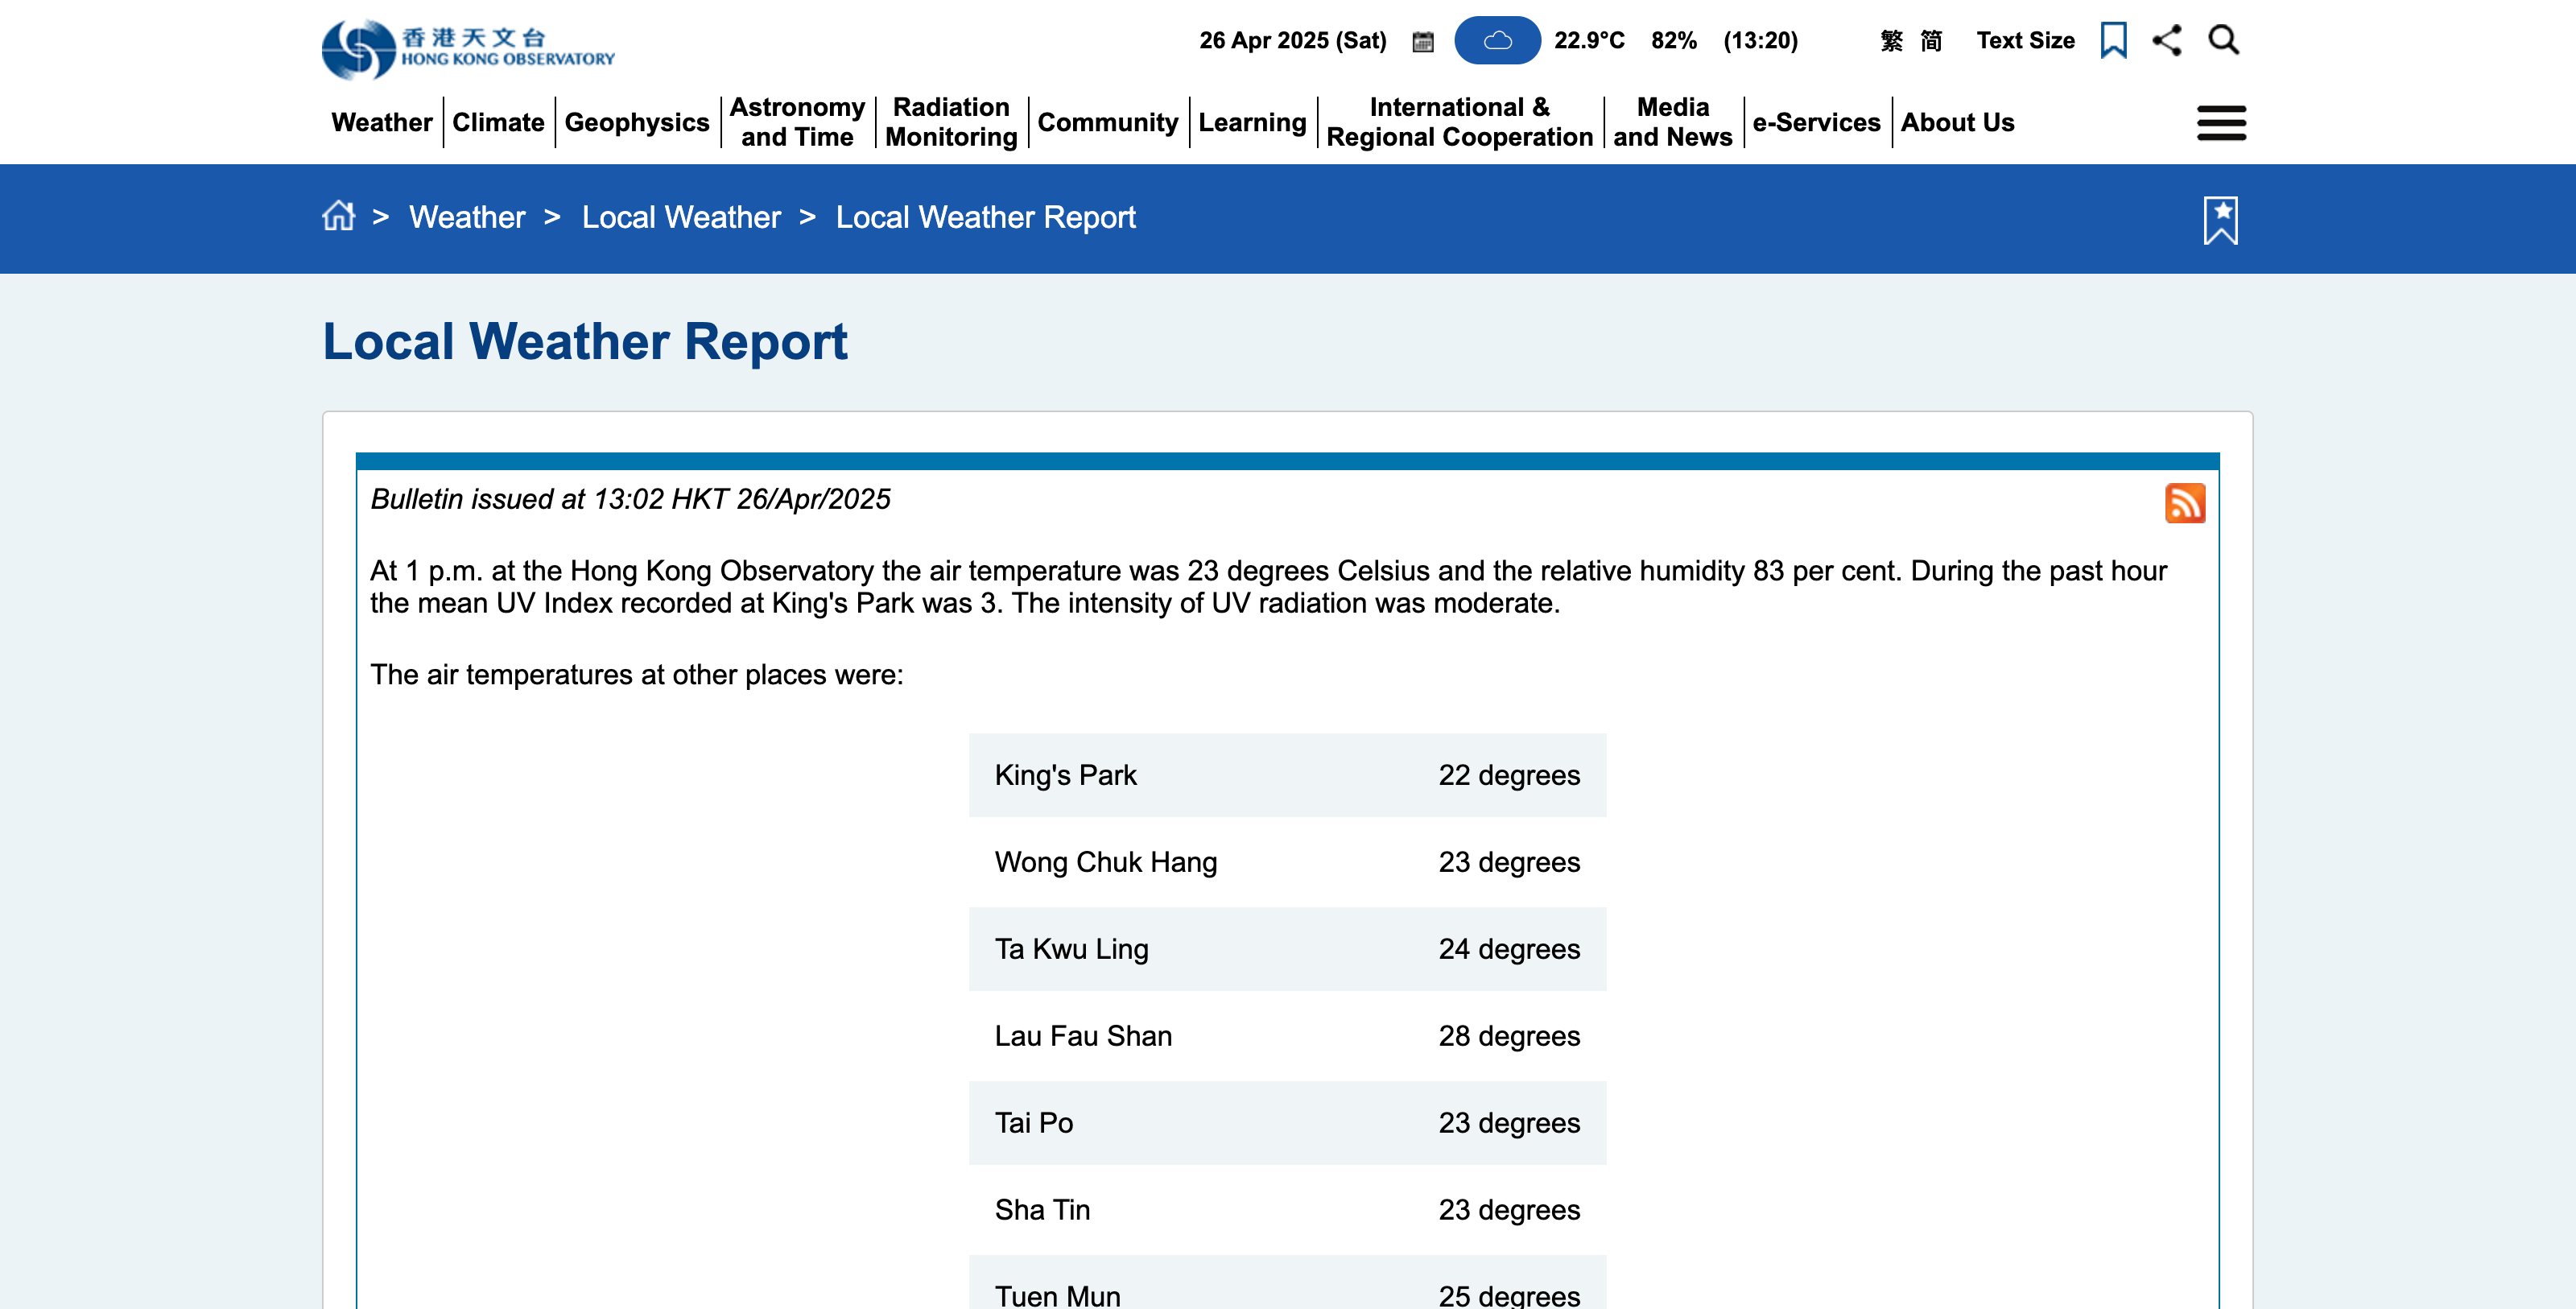 香港天文台
HONG KONG OBSERVATORY
26 Apr 2025 (Sat) 22.9°C 82% (13:20) 繁 简 Text Size
Weather Climate Geophysics Astronomy and Time Radiation Monitoring Community Learning International & Regional Cooperation Media and News e-Services About Us
> Weather > Local Weather > Local Weather Report
Local Weather Report
Bulletin issued at 13:02 HKT 26/Apr/2025
At 1 p.m. at the Hong Kong Observatory the air temperature was 23 degrees Celsius and the relative humidity 83 per cent. During the past hour
the mean UV Index recorded at King's Park was 3. The intensity of UV radiation was moderate.
The air temperatures at other places were:
King's Park 22 degrees
Wong Chuk Hang 23 degrees
Ta Kwu Ling 24 degrees
Lau Fau Shan 28 degrees
Tai Po 23 degrees
Sha Tin 23 degrees
Tuen Mun 25 degrees